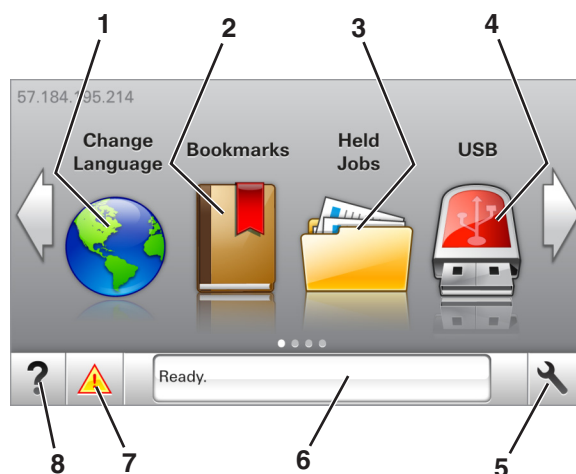 1 2 3 4
57.184.195.214
Change Language
Bookmarks
Held Jobs
USB
?
Ready.
8 7 6 5